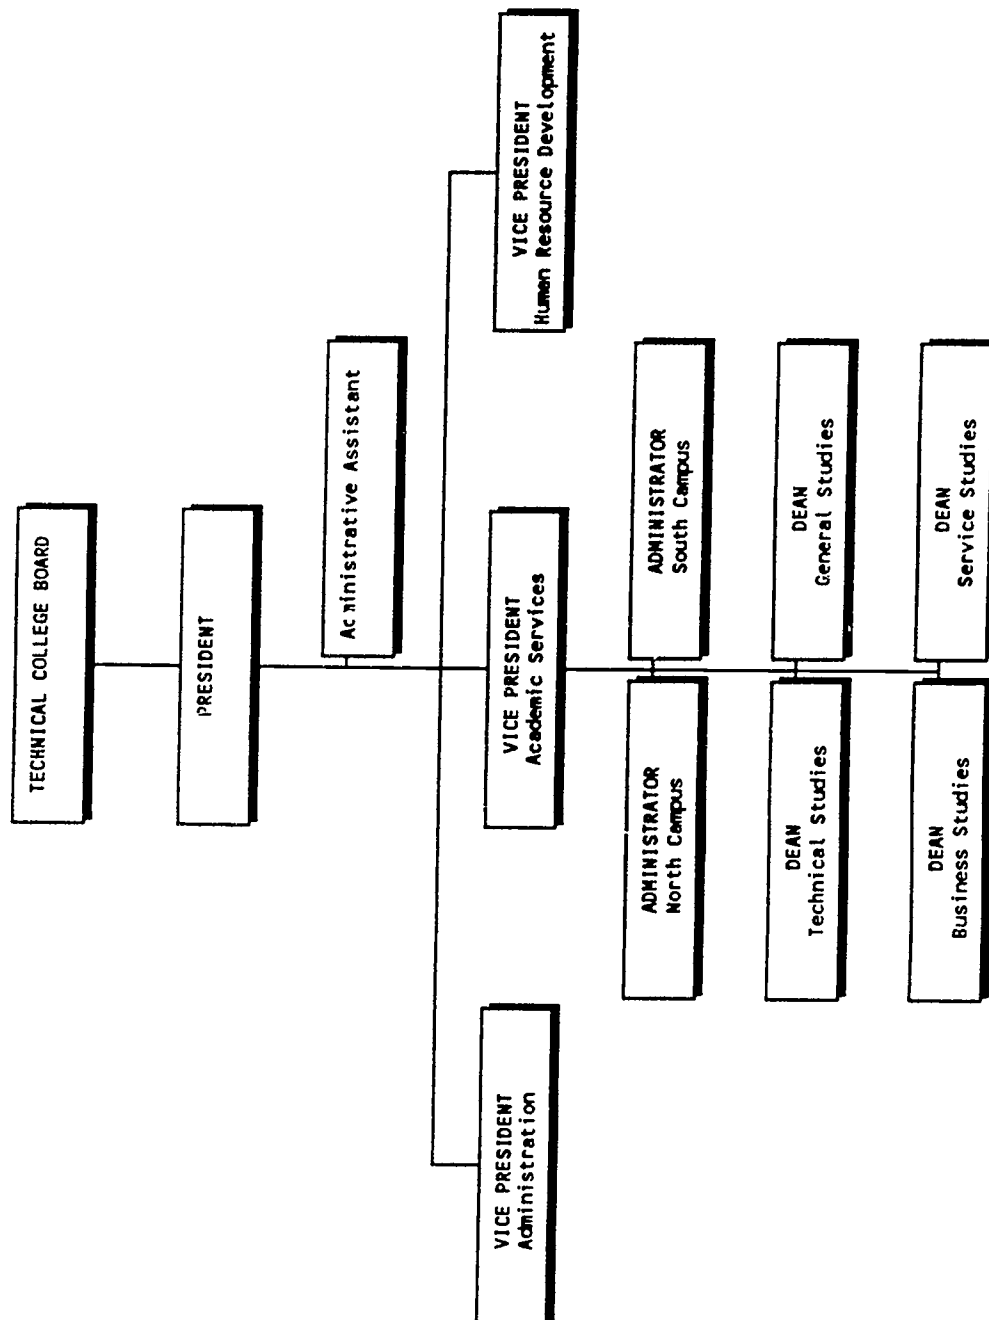 TECHNICAL COLLEGE BOARD
PRESIDENT
Administrative Assistant
VICE PRESIDENT
Administration
VICE PRESIDENT
Academic Services
VICE PRESIDENT
Human Resource Development
ADMINISTRATOR
North Campus
ADMINISTRATOR
South Campus
DEAN
Technical Studies
DEAN
General Studies
DEAN
Business Studies
DEAN
Service Studies